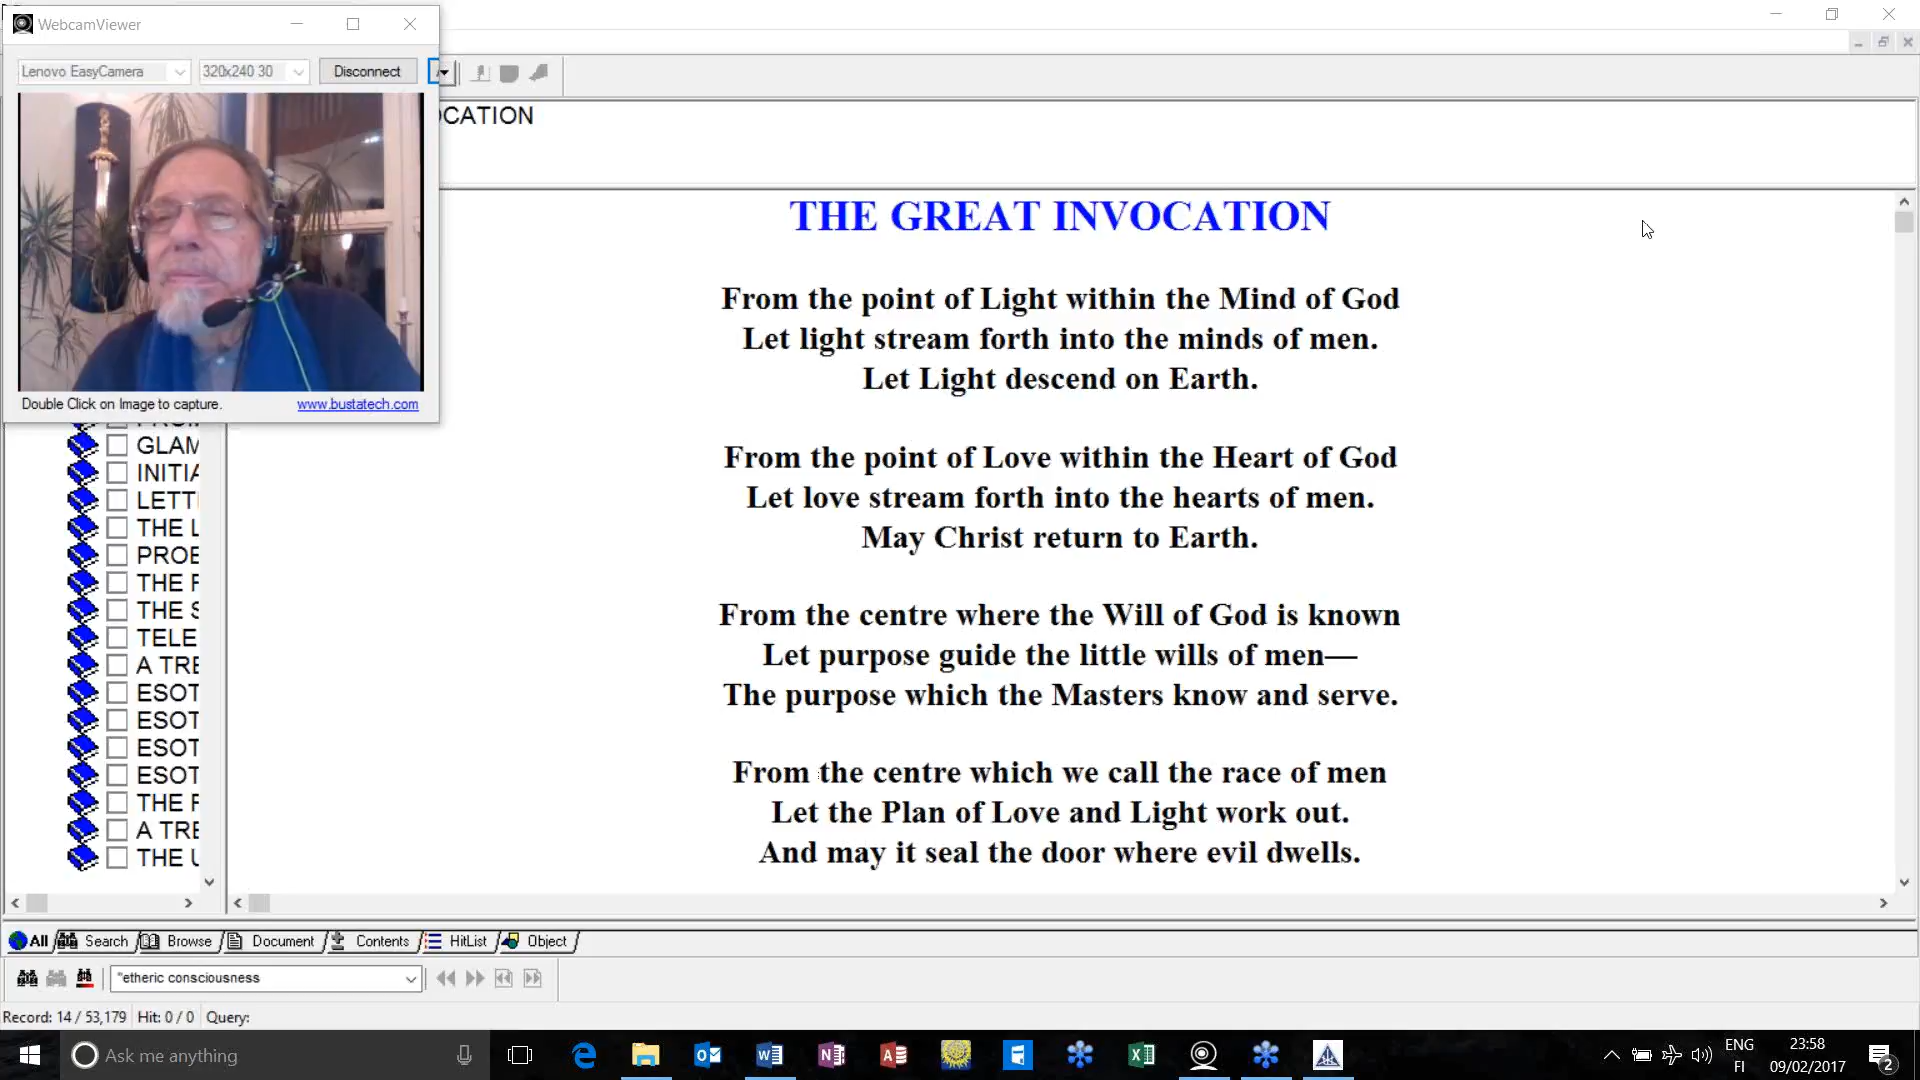 WebcamViewer
Lenovo EasyCamera
320x240 30
Disconnect
OCATION
THE GREAT INVOCATION
From the point of Light within the Mind of God
Let light stream forth into the minds of men.
Let Light descend on Earth.
From the point of Love within the Heart of God
Let love stream forth into the hearts of men.
May Christ return to Earth.
From the centre where the Will of God is known
Let purpose guide the little wills of men—
The purpose which the Masters know and serve.
From the centre which we call the race of men
Let the Plan of Love and Light work out.
And may it seal the door where evil dwells.
Double Click on Image to capture. www.bustatech.com
GLAM
INITIA
LETT
THE L
PROB
THE
THE S
TELE
A TRE
ESOT
ESOT
ESOT
ESOT
THE
A TRE
THE
All Search Browse Document Contents HitList Object
"etheric consciousness
Record: 14 / 53,179 Hit: 0 / 0 Query:
Ask me anything
ENG
FI
23:58
09/02/2017
2